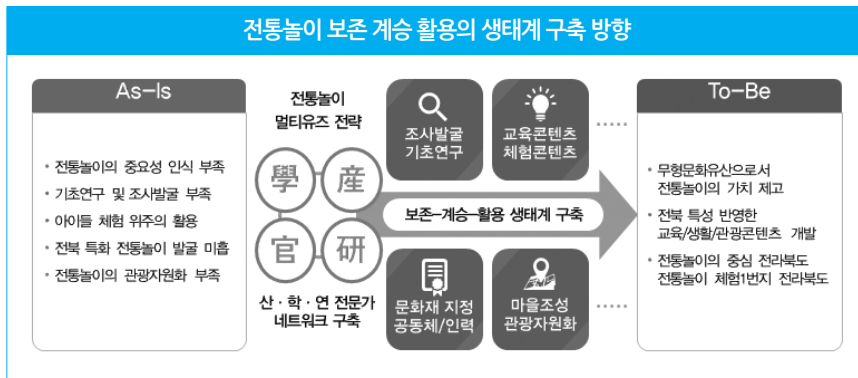 전통놀이 보존 계승 활용의 생태계 구축 방향
As-Is
• 전통놀이의 중요성 인식 부족
• 기초연구 및 조사발굴 부족
• 아이들 체험 위주의 활용
• 전북 특화 전통놀이 발굴 미흡
• 전통놀이의 관광자원화 부족
전통놀이
멀티유즈 전략
學 産
官 硏
산·학·연 전문가
네트워크 구축
조사발굴
기초연구
교육콘텐츠
체험콘텐츠
보존-계승-활용 생태계 구축
문화재 지정
공동체/인력
마을조성
관광자원화
To-Be
• 무형문화유산으로서
전통놀이의 가치 제고
• 전북 특성 반영한
교육/생활/관광콘텐츠 개발
• 전통놀이의 중심 전라북도
전통놀이 체험1번지 전라북도